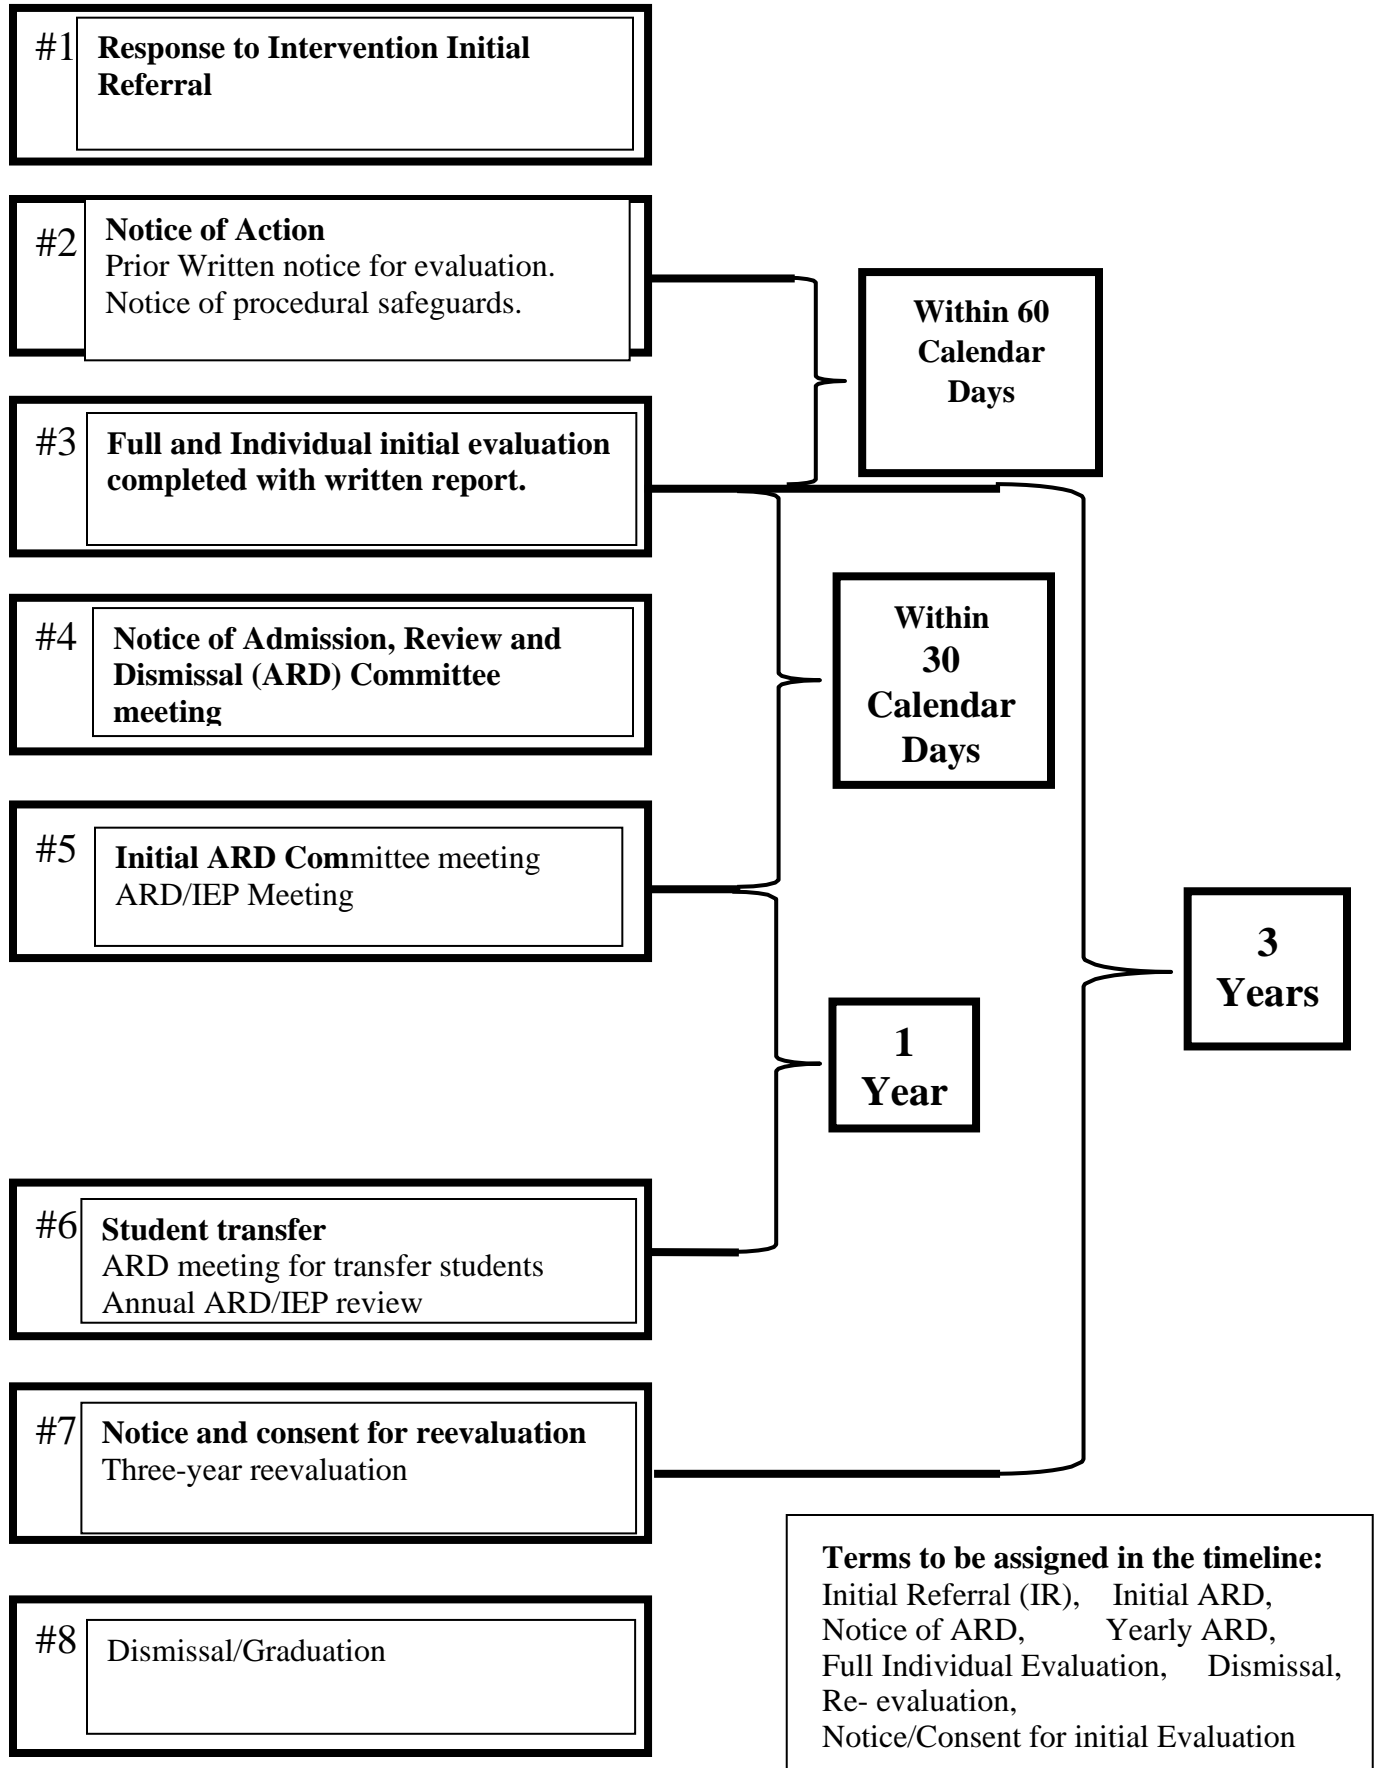 #1
Response to Intervention Initial
Referral
#2
Notice of Action
Prior Written notice for evaluation.
Notice of procedural safeguards.
Within 60
Calendar
Days
#3
Full and Individual initial evaluation
completed with written report.
#4
Notice of Admission, Review and
Dismissal (ARD) Committee
meeting
Within
30
Calendar
Days
#5
Initial ARD Committee meeting
ARD/IEP Meeting
3
Years
1
Year
#6
Student transfer
ARD meeting for transfer students
Annual ARD/IEP review
#7
Notice and consent for reevaluation
Three-year reevaluation
#8
Dismissal/Graduation
Terms to be assigned in the timeline:
Initial Referral (IR), Initial ARD,
Notice of ARD, Yearly ARD,
Full Individual Evaluation, Dismissal,
Re- evaluation,
Notice/Consent for initial Evaluation